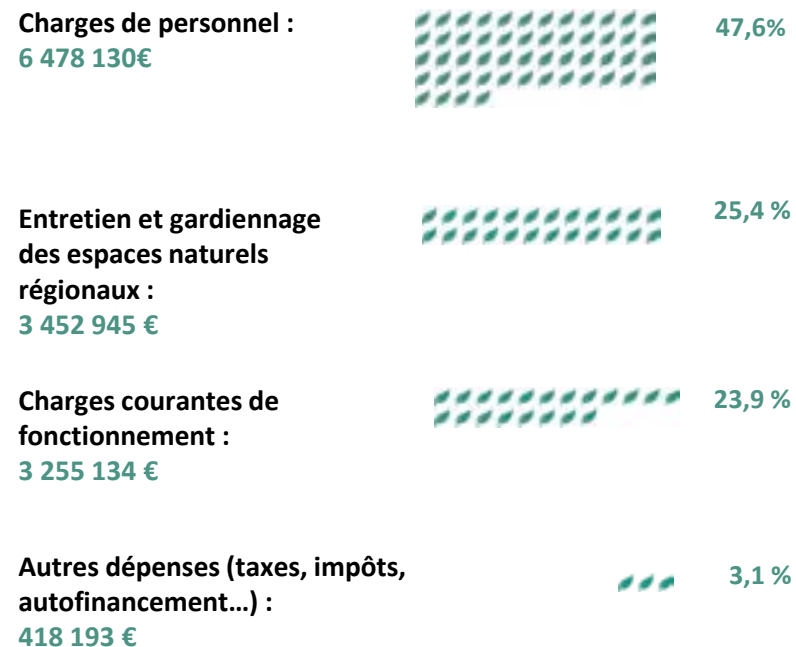 Charges de personnel :
6 478 130€
47,6%
Entretien et gardiennage
des espaces naturels
régionaux :
3 452 945 €
25,4 %
Charges courantes de
fonctionnement :
3 255 134 €
23,9 %
Autres dépenses (taxes, impôts,
autofinancement…) :
418 193 €
3,1 %